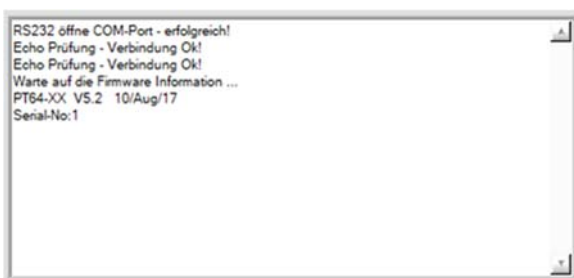 RS232 öffne COM-Port - erfolgreich!
Echo Prüfung - Verbindung Ok!
Echo Prüfung - Verbindung Ok!
Warte auf die Firmware Information ...
PT64-XX V5.2 10/Aug/17
Serial-No:1